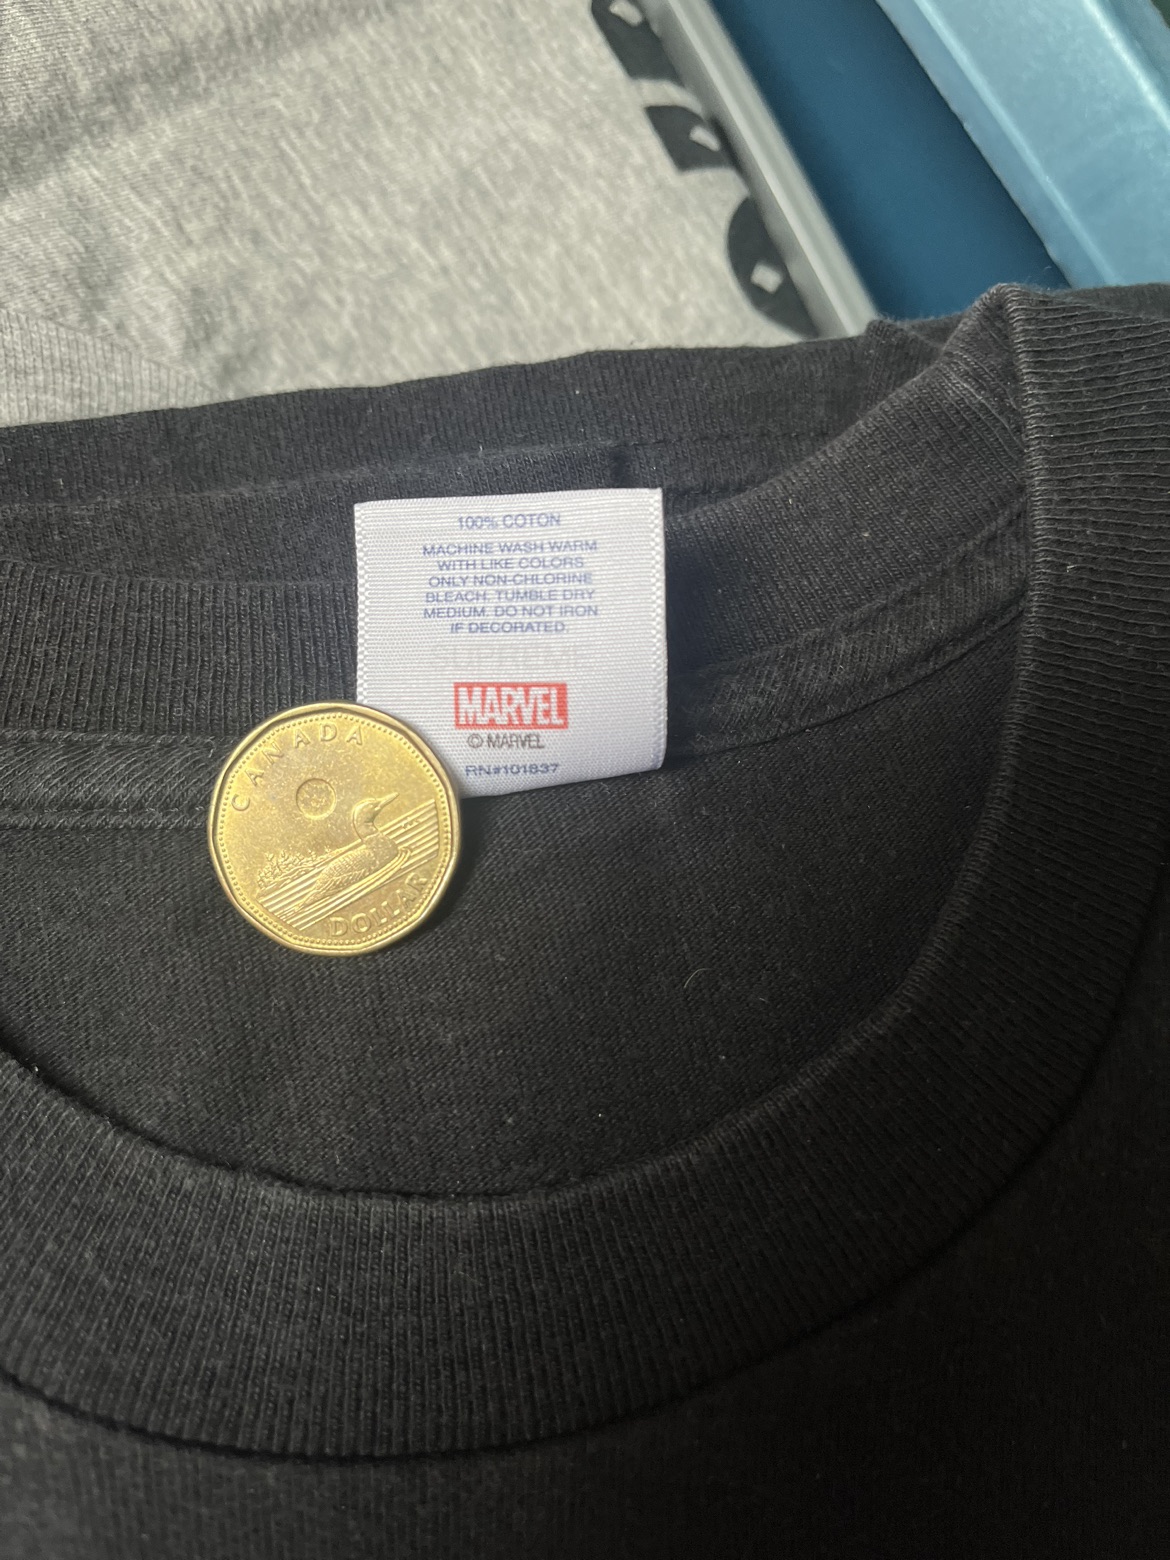 100% COTON
MACHINE WASH WARM
WITH LIKE COLORS
ONLY NON-CHLORINE
BLEACH. TUMBLE DRY
MEDIUM. DO NOT IRON
IF DECORATED.
SUPREME
MARVEL
© MARVEL
RN#101837
CANADA
DOLLAR